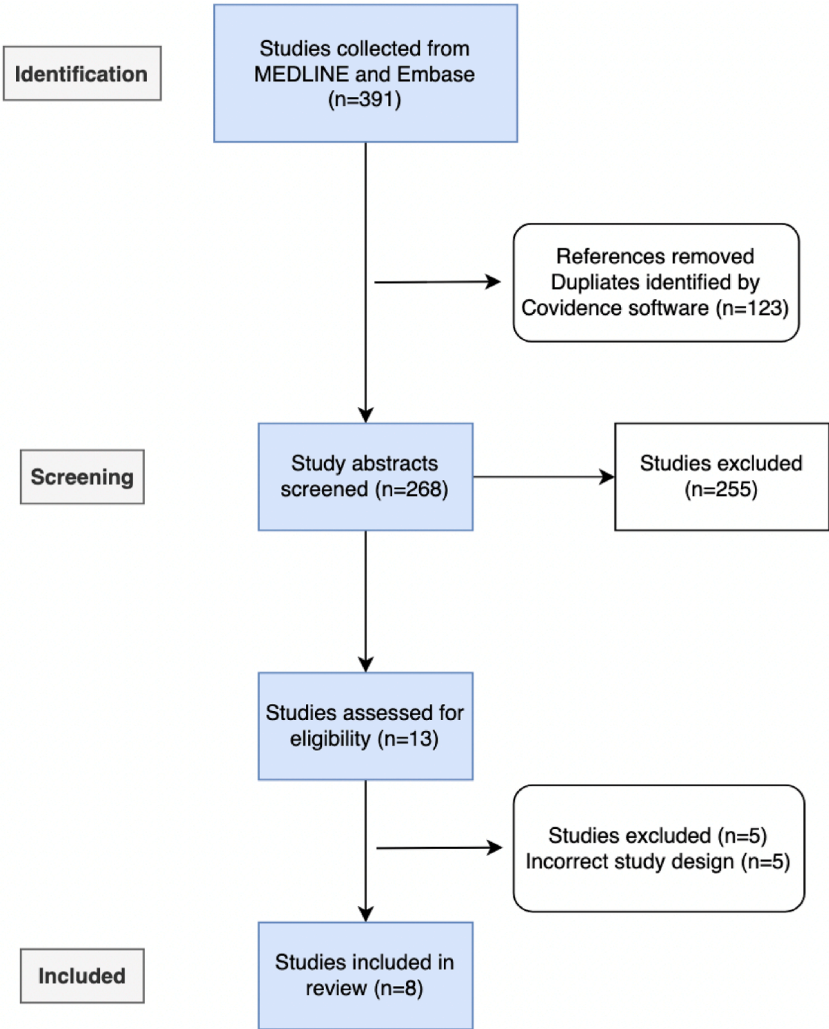 Identification
Studies collected from
MEDLINE and Embase
(n=391)
References removed
Dupliates identified by
Covidence software (n=123)
Screening
Study abstracts
screened (n=268)
Studies excluded
(n=255)
Studies assessed for
eligibility (n=13)
Studies excluded (n=5)
Incorrect study design (n=5)
Included
Studies included in
review (n=8)